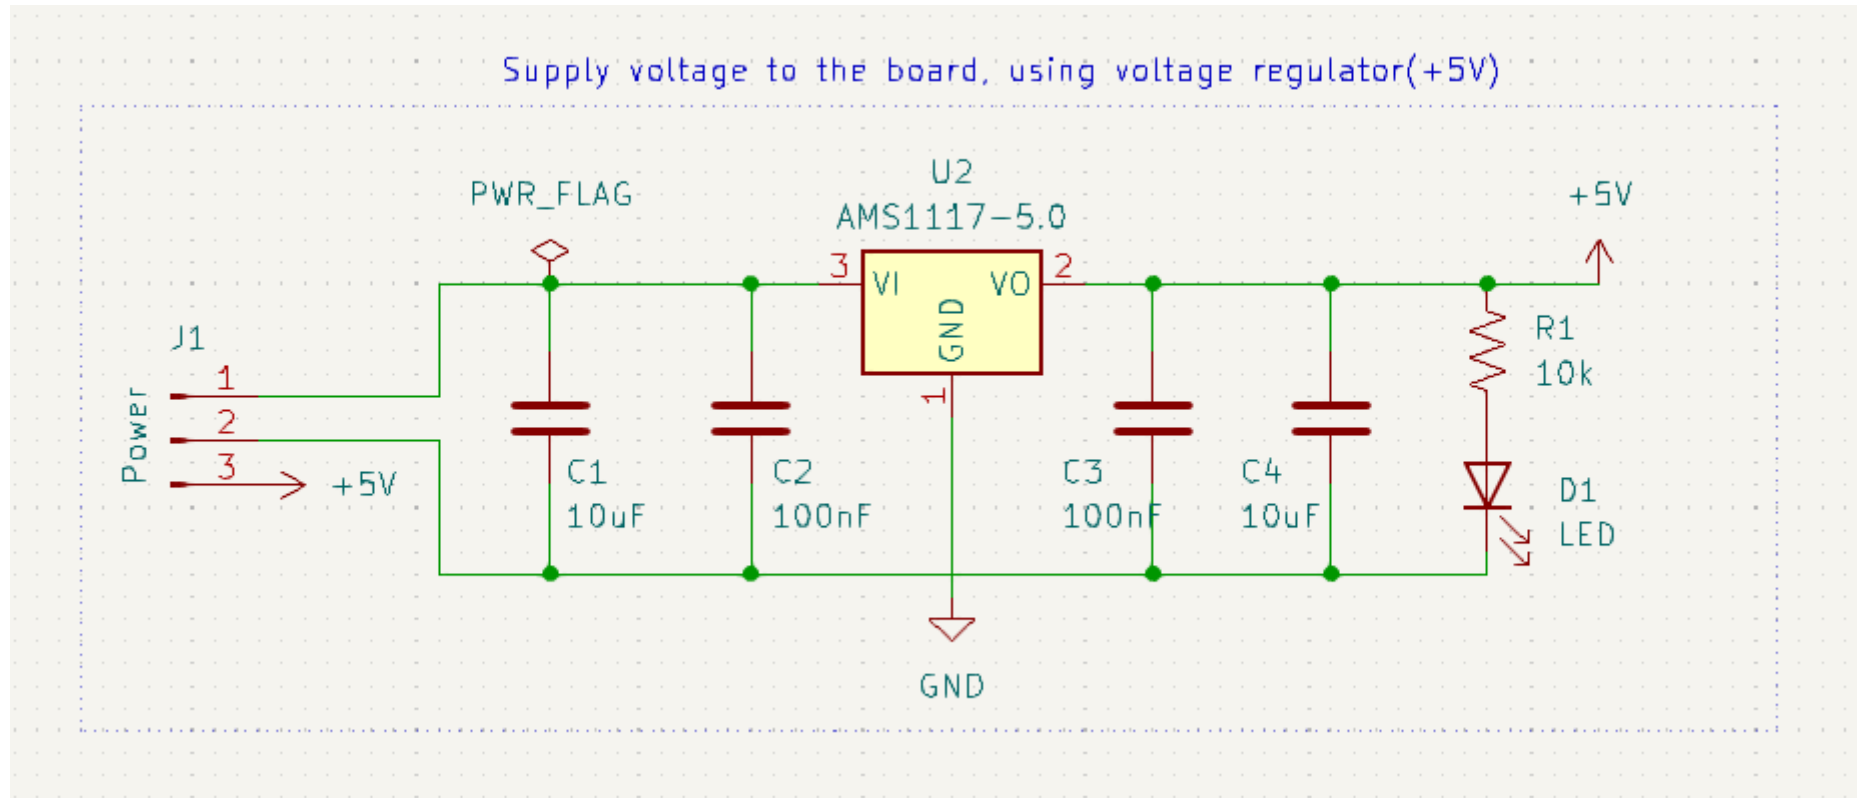 Supply voltage to the board, using voltage regulator(+5V)
U2
AMS1117-5.0
PWR_FLAG
+5V
3
VI
VO
2
GND
1
J1
Power
1
2
3
+5V
R1
10k
C1
10uF
C2
100nF
C3
100nF
C4
10uF
D1
LED
GND